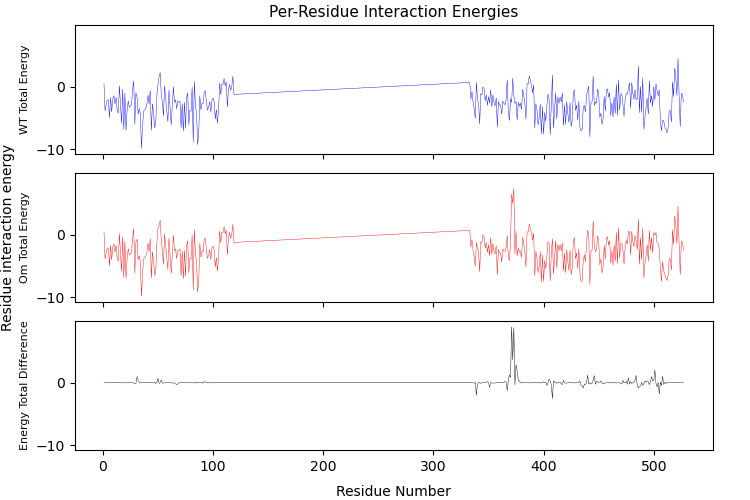 Per-Residue Interaction Energies
Residue interaction energy
WT Total Energy
0
−10
Om Total Energy
0
−10
Energy Total Difference
0
−10
0 100 200 300 400 500
Residue Number